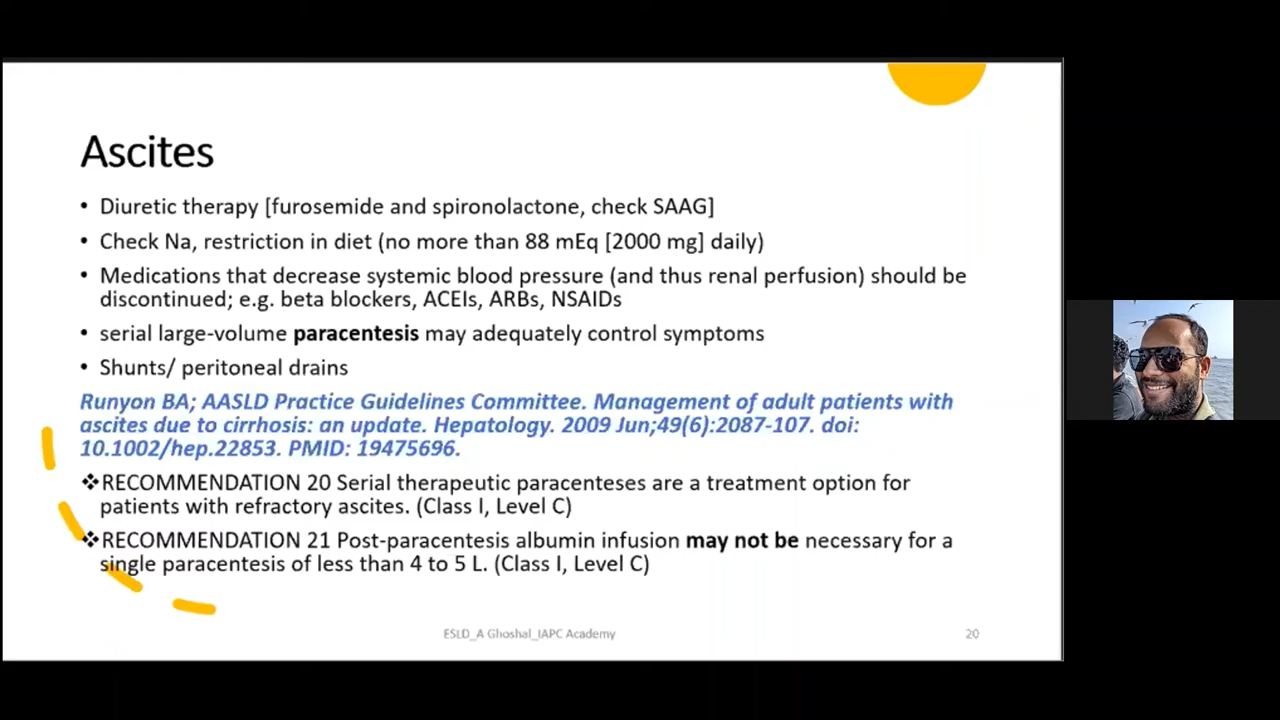 Ascites
• Diuretic therapy [furosemide and spironolactone, check SAAG]
• Check Na, restriction in diet (no more than 88 mEq [2000 mg] daily)
• Medications that decrease systemic blood pressure (and thus renal perfusion) should be
discontinued; e.g. beta blockers, ACEIs, ARBs, NSAIDs
• serial large-volume paracentesis may adequately control symptoms
• Shunts/ peritoneal drains
Runyon BA; AASLD Practice Guidelines Committee. Management of adult patients with
ascites due to cirrhosis: an update. Hepatology. 2009 Jun;49(6):2087-107. doi:
10.1002/hep.22853. PMID: 19475696.
❖RECOMMENDATION 20 Serial therapeutic paracenteses are a treatment option for
patients with refractory ascites. (Class I, Level C)
❖RECOMMENDATION 21 Post-paracentesis albumin infusion may not be necessary for a
single paracentesis of less than 4 to 5 L. (Class I, Level C)
ESLD_A Ghoshal_IAPC Academy
20